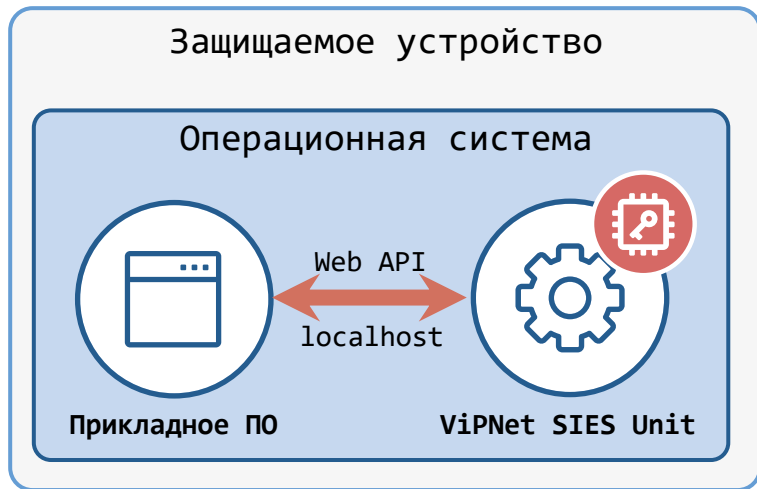 Защищаемое устройство
Операционная система
Web API
localhost
Прикладное ПО
ViPNet SIES Unit